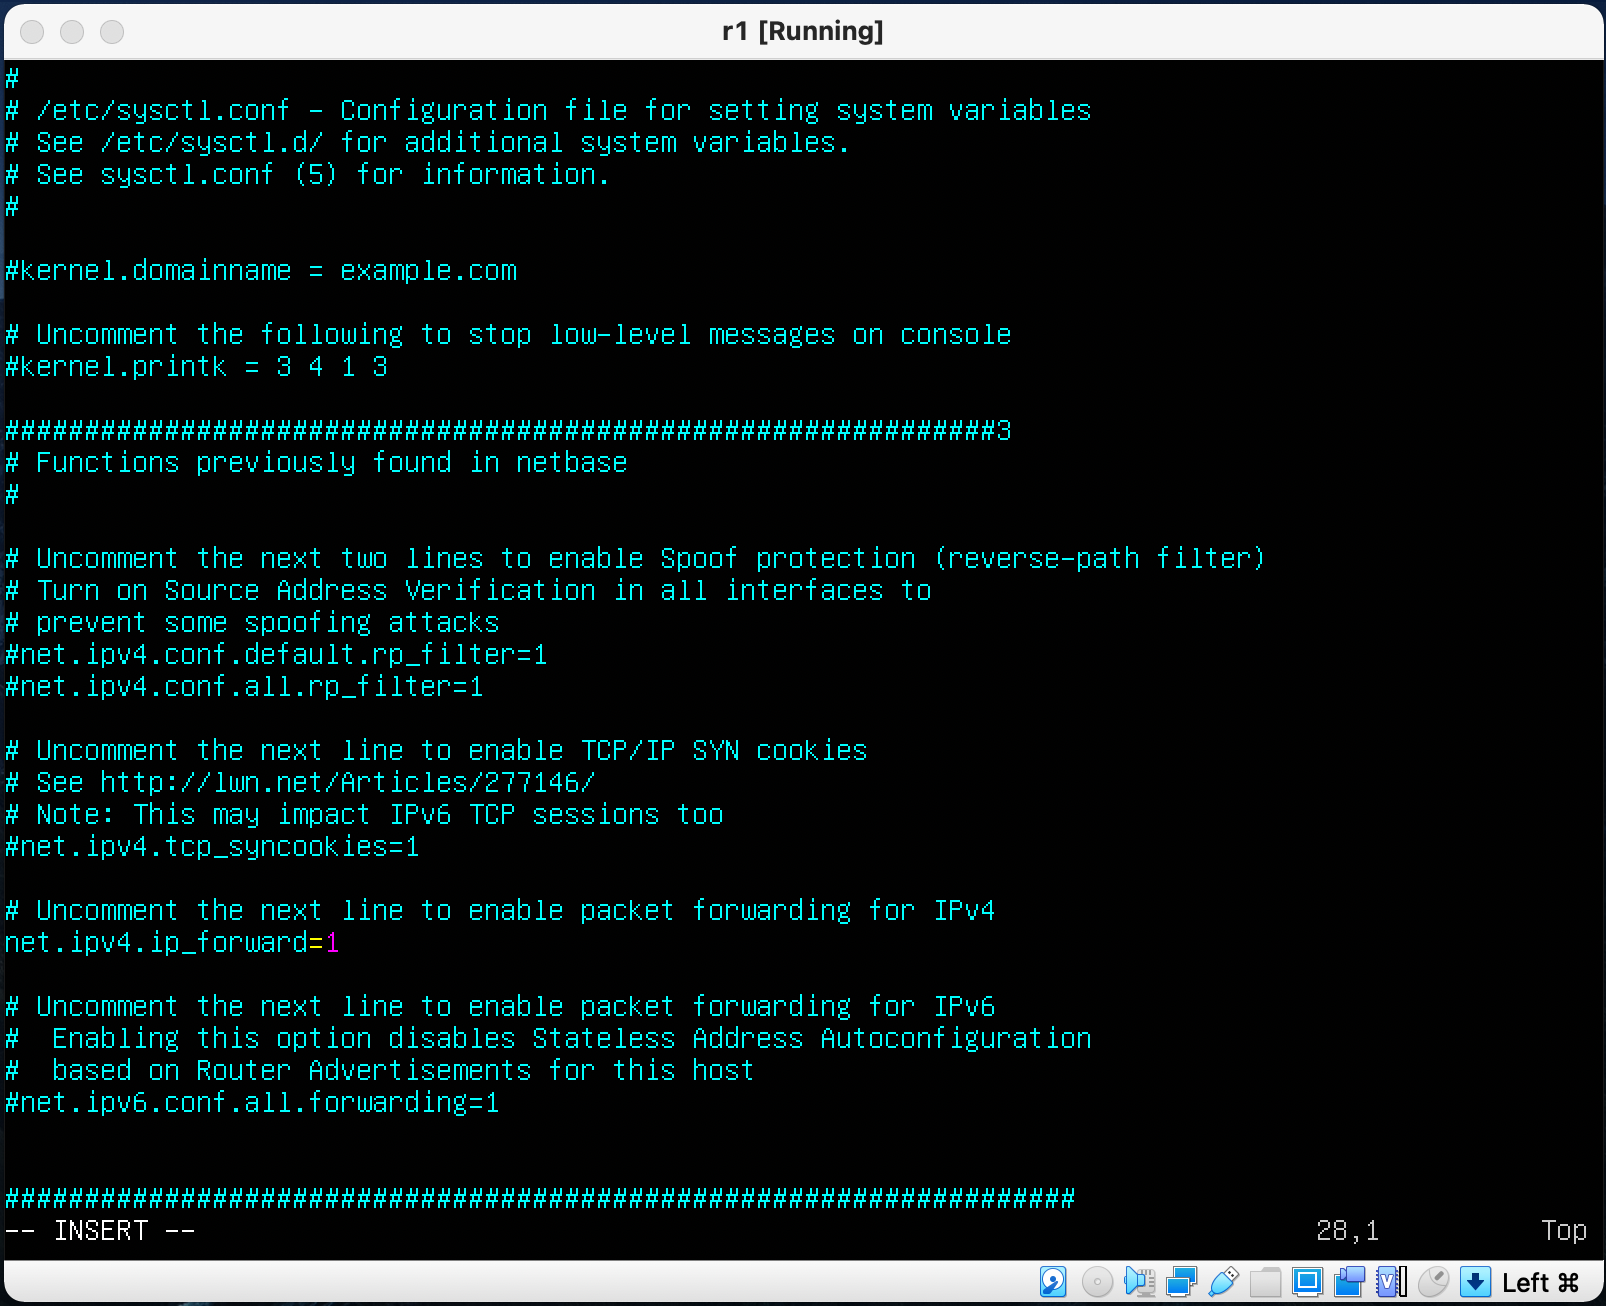 r1 [Running]
#
# /etc/sysctl.conf - Configuration file for setting system variables
# See /etc/sysctl.d/ for additional system variables.
# See sysctl.conf (5) for information.
#
#kernel.domainname = example.com
# Uncomment the following to stop low-level messages on console
#kernel.printk = 3 4 1 3
##############################################################3
# Functions previously found in netbase
#
# Uncomment the next two lines to enable Spoof protection (reverse-path filter)
# Turn on Source Address Verification in all interfaces to
# prevent some spoofing attacks
#net.ipv4.conf.default.rp_filter=1
#net.ipv4.conf.all.rp_filter=1
# Uncomment the next line to enable TCP/IP SYN cookies
# See http://lwn.net/Articles/277146/
# Note: This may impact IPv6 TCP sessions too
#net.ipv4.tcp_syncookies=1
# Uncomment the next line to enable packet forwarding for IPv4
net.ipv4.ip_forward=1
# Uncomment the next line to enable packet forwarding for IPv6
#  Enabling this option disables Stateless Address Autoconfiguration
#  based on Router Advertisements for this host
#net.ipv6.conf.all.forwarding=1
###################################################################
-- INSERT -- 28,1 Top
Left ⌘